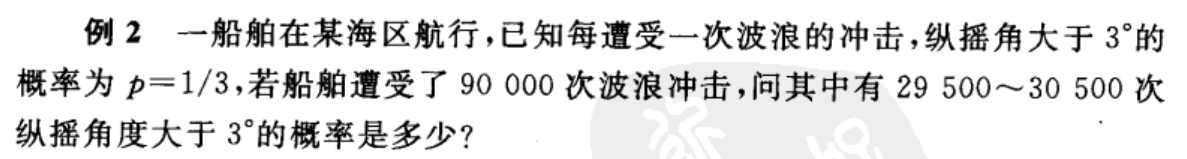 例 2 一船舶在某海区航行,已知每遭受一次波浪的冲击,纵摇角大于 3°的
概率为 p=1/3,若船舶遭受了 90 000 次波浪冲击,问其中有 29 500～30 500 次
纵摇角度大于 3°的概率是多少?